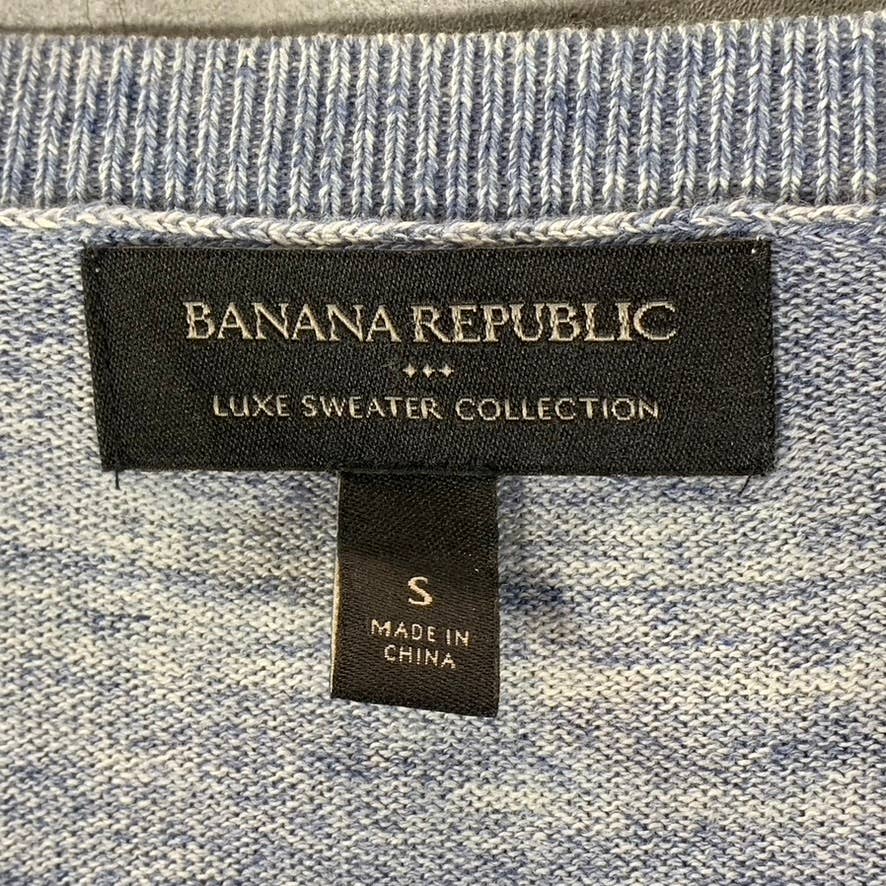 BANANA REPUBLIC
LUXE SWEATER COLLECTION
S
MADE IN
CHINA